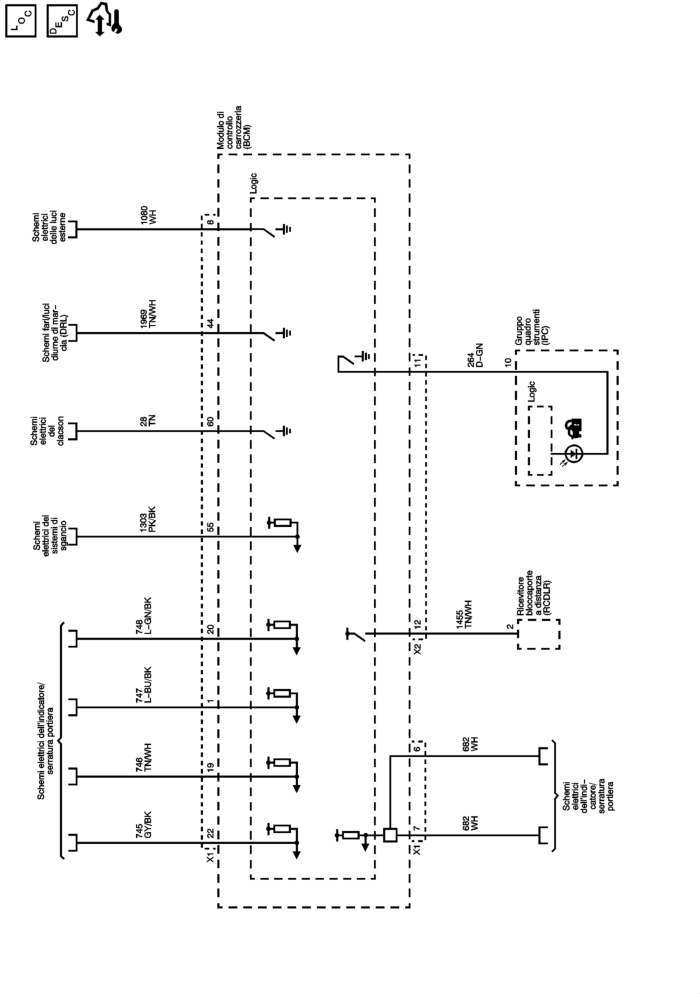 LOC
DESC
Schemi elettrici dell'indicatore/
serratura portiera
Schemi
elettrici dei
sistemi di
sgancio
Schemi
elettrici
del
clacson
Schemi fari/luci
diurne di mar–
cia (DRL)
Schemi
elettrici
delle luci
esterne
745
GY/BK
746
TN/WH
747
L–BU/BK
748
L–GN/BK
1303
PK/BK
28
TN
1969
TN/WH
1080
WH
X1
22
19
1
20
55
60
44
8
Modulo di
controllo
carrozzeria
(BCM)
Logic
X1
7
6
X2
12
11
682
WH
682
WH
1455
TN/WH
264
D–GN
2
10
Schemi
elettrici
dell'indi–
catore/
serratura
portiera
Ricevitore
bloccaporte
a distanza
(RCDLR)
Gruppo
quadro
strumenti
(IPC)
Logic